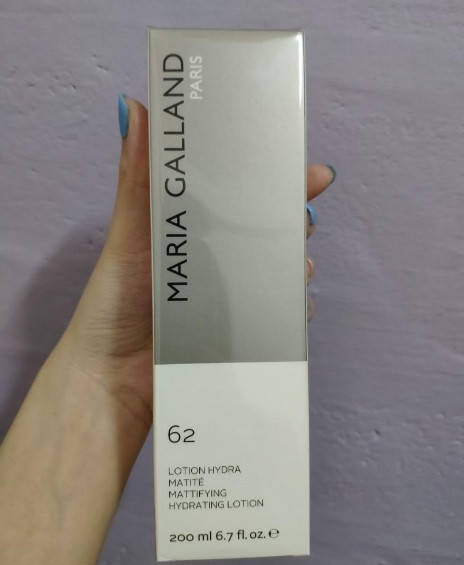 MARIA GALLAND
PARIS
62
LOTION HYDRA
MATITÉ
MATTIFYING
HYDRATING LOTION
200 ml 6.7 fl. oz. ℮